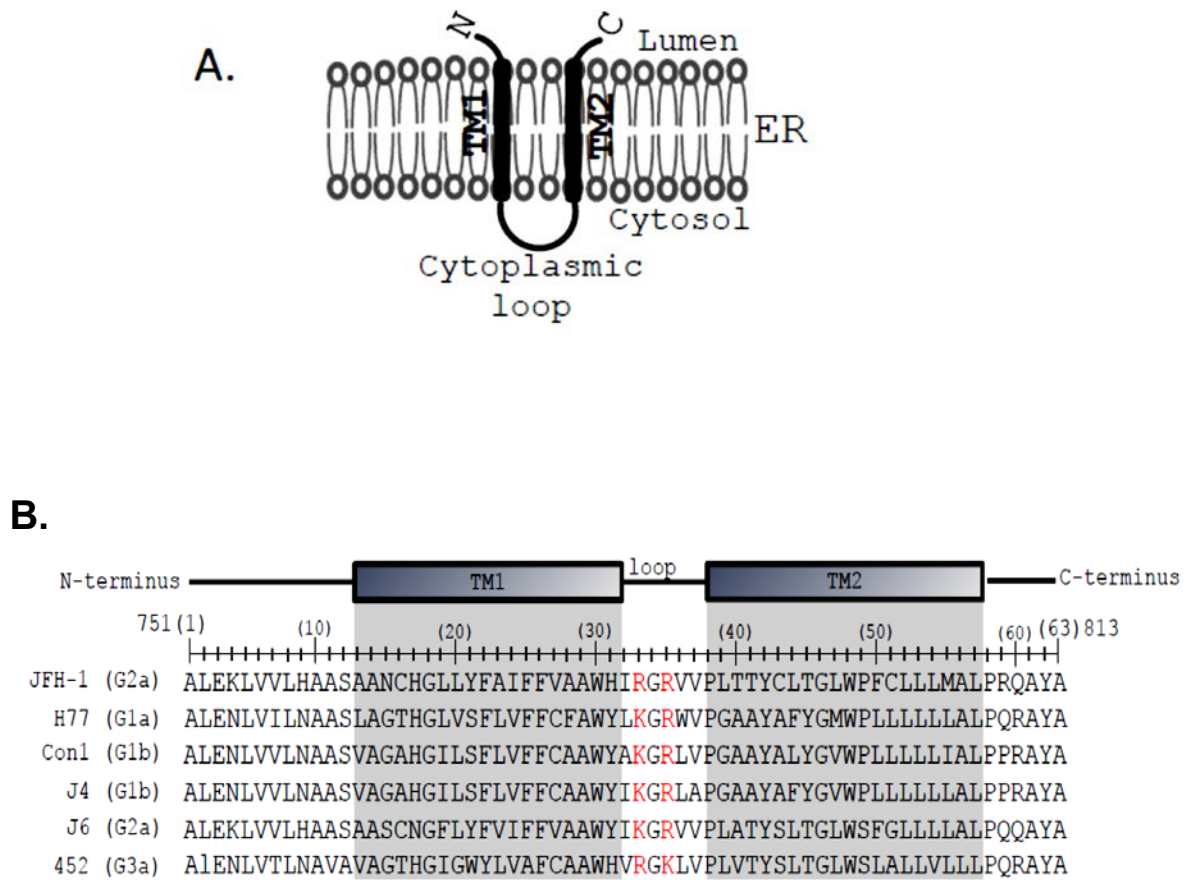 A.
N C
Lumen
TM1 TM2
ER
Cytosol
Cytoplasmic
loop
B.
N-terminus TM1 loop TM2 C-terminus
751(1) (10) (20) (30) (40) (50) (60) (63)813
JFH-1 (G2a) ALEKLVVLHAASAANCHGLLYFAIFFVAAWHIRGRVVPLTTYCLTGLWPFCLLLMALPRQAYA
H77 (G1a) ALENLVILNAASLAGTHGLVSFLVFFCFAWYLKGRWVPGAAYAFYGMWPLLLLLLALPQRAYA
Con1 (G1b) ALENLVVLNAASVAGAHGILSFLVFFCAAWYAKGRLVPGAAYALYGVWPLLLLLIALPPRAYA
J4 (G1b) ALENLVVLNAASVAGAHGILSFLVFFCAAWYIKGRLAPGAAYAFYGVWPLLLLLLALPPRAYA
J6 (G2a) ALEKLVVLHAASAASCNGFLYFVIFFVAAWYIKGRVVPLATYSLTGLWSFGLLLLALPQQAYA
452 (G3a) AlENLVTLNAVAVAGTHGIGWYLVAFCAAWHVRGKLVPLVTYSLTGLWSLALLVLLLPQRAYA